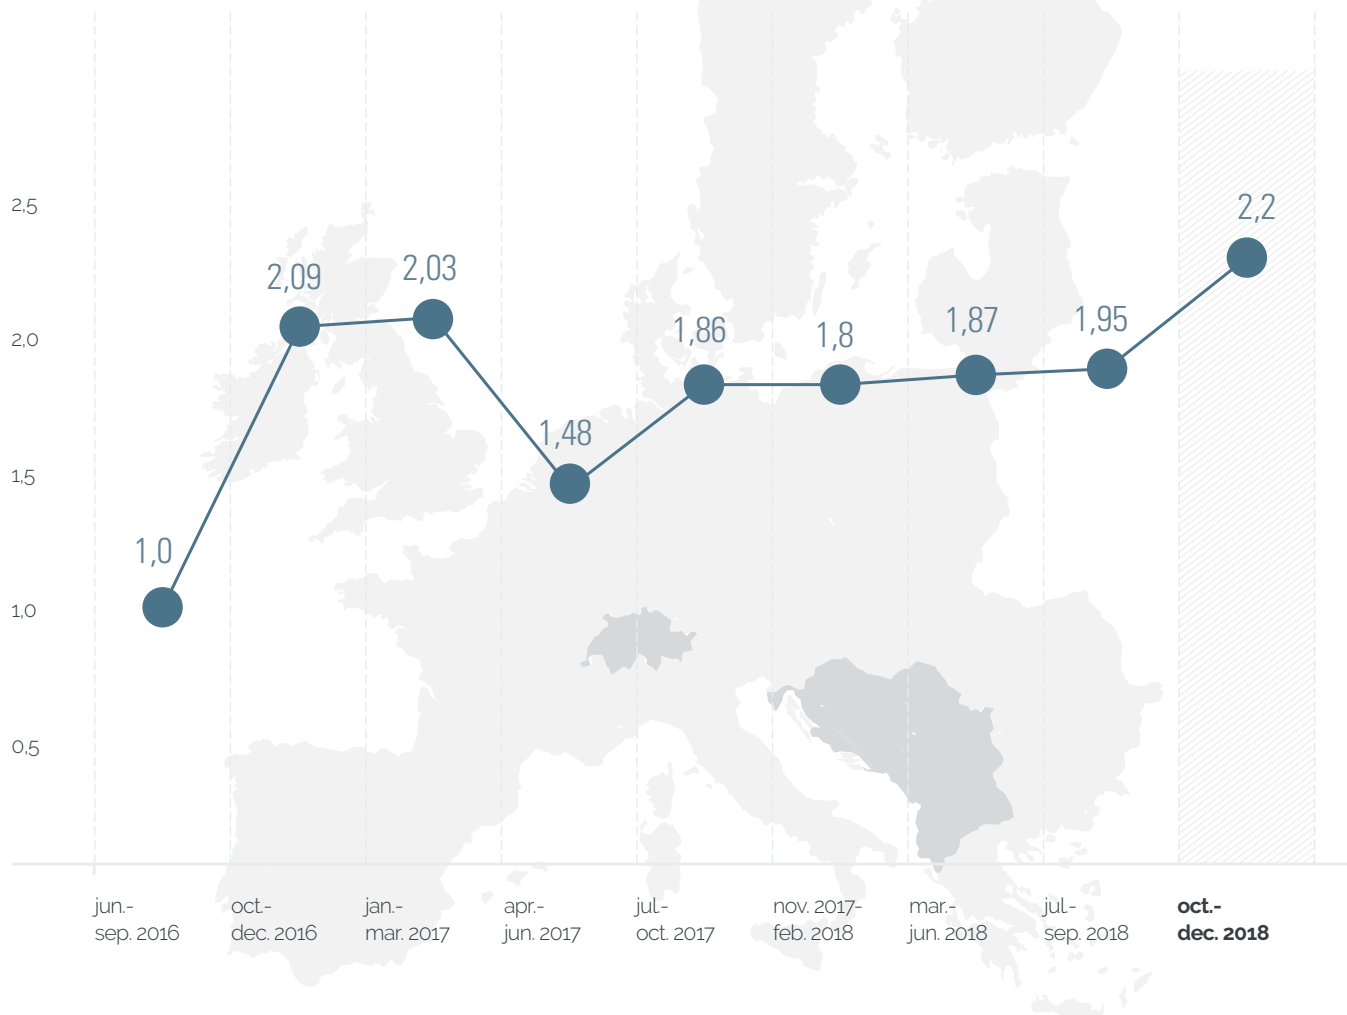 2,5
2,0
1,5
1,0
0,5
1,0
2,09
2,03
1,48
1,86
1,8
1,87
1,95
2,2
jun.-
sep. 2016
oct.-
dec. 2016
jan.-
mar. 2017
apr.-
jun. 2017
jul.-
oct. 2017
nov. 2017-
feb. 2018
mar.-
jun. 2018
jul.-
sep. 2018
oct.-
dec. 2018